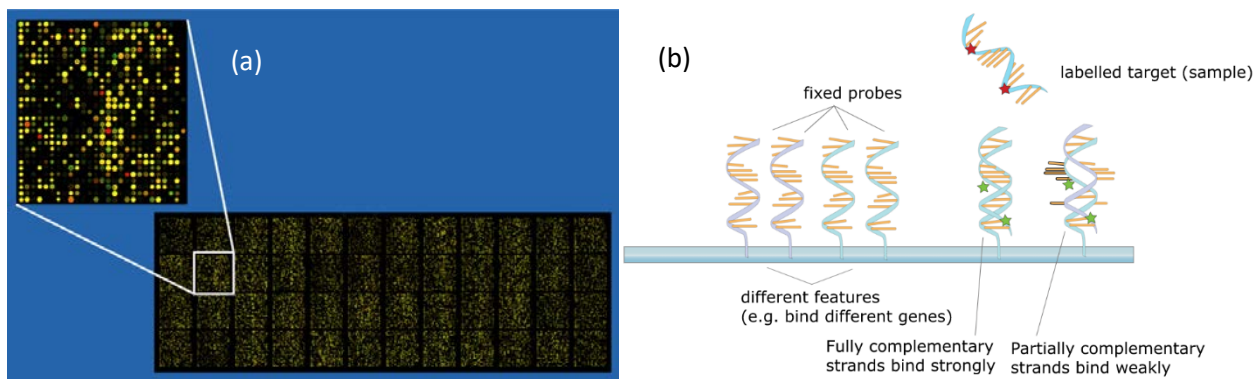 (a)
(b)
labelled target (sample)
fixed probes
different features
(e.g. bind different genes)
Fully complementary
strands bind strongly
Partially complementary
strands bind weakly